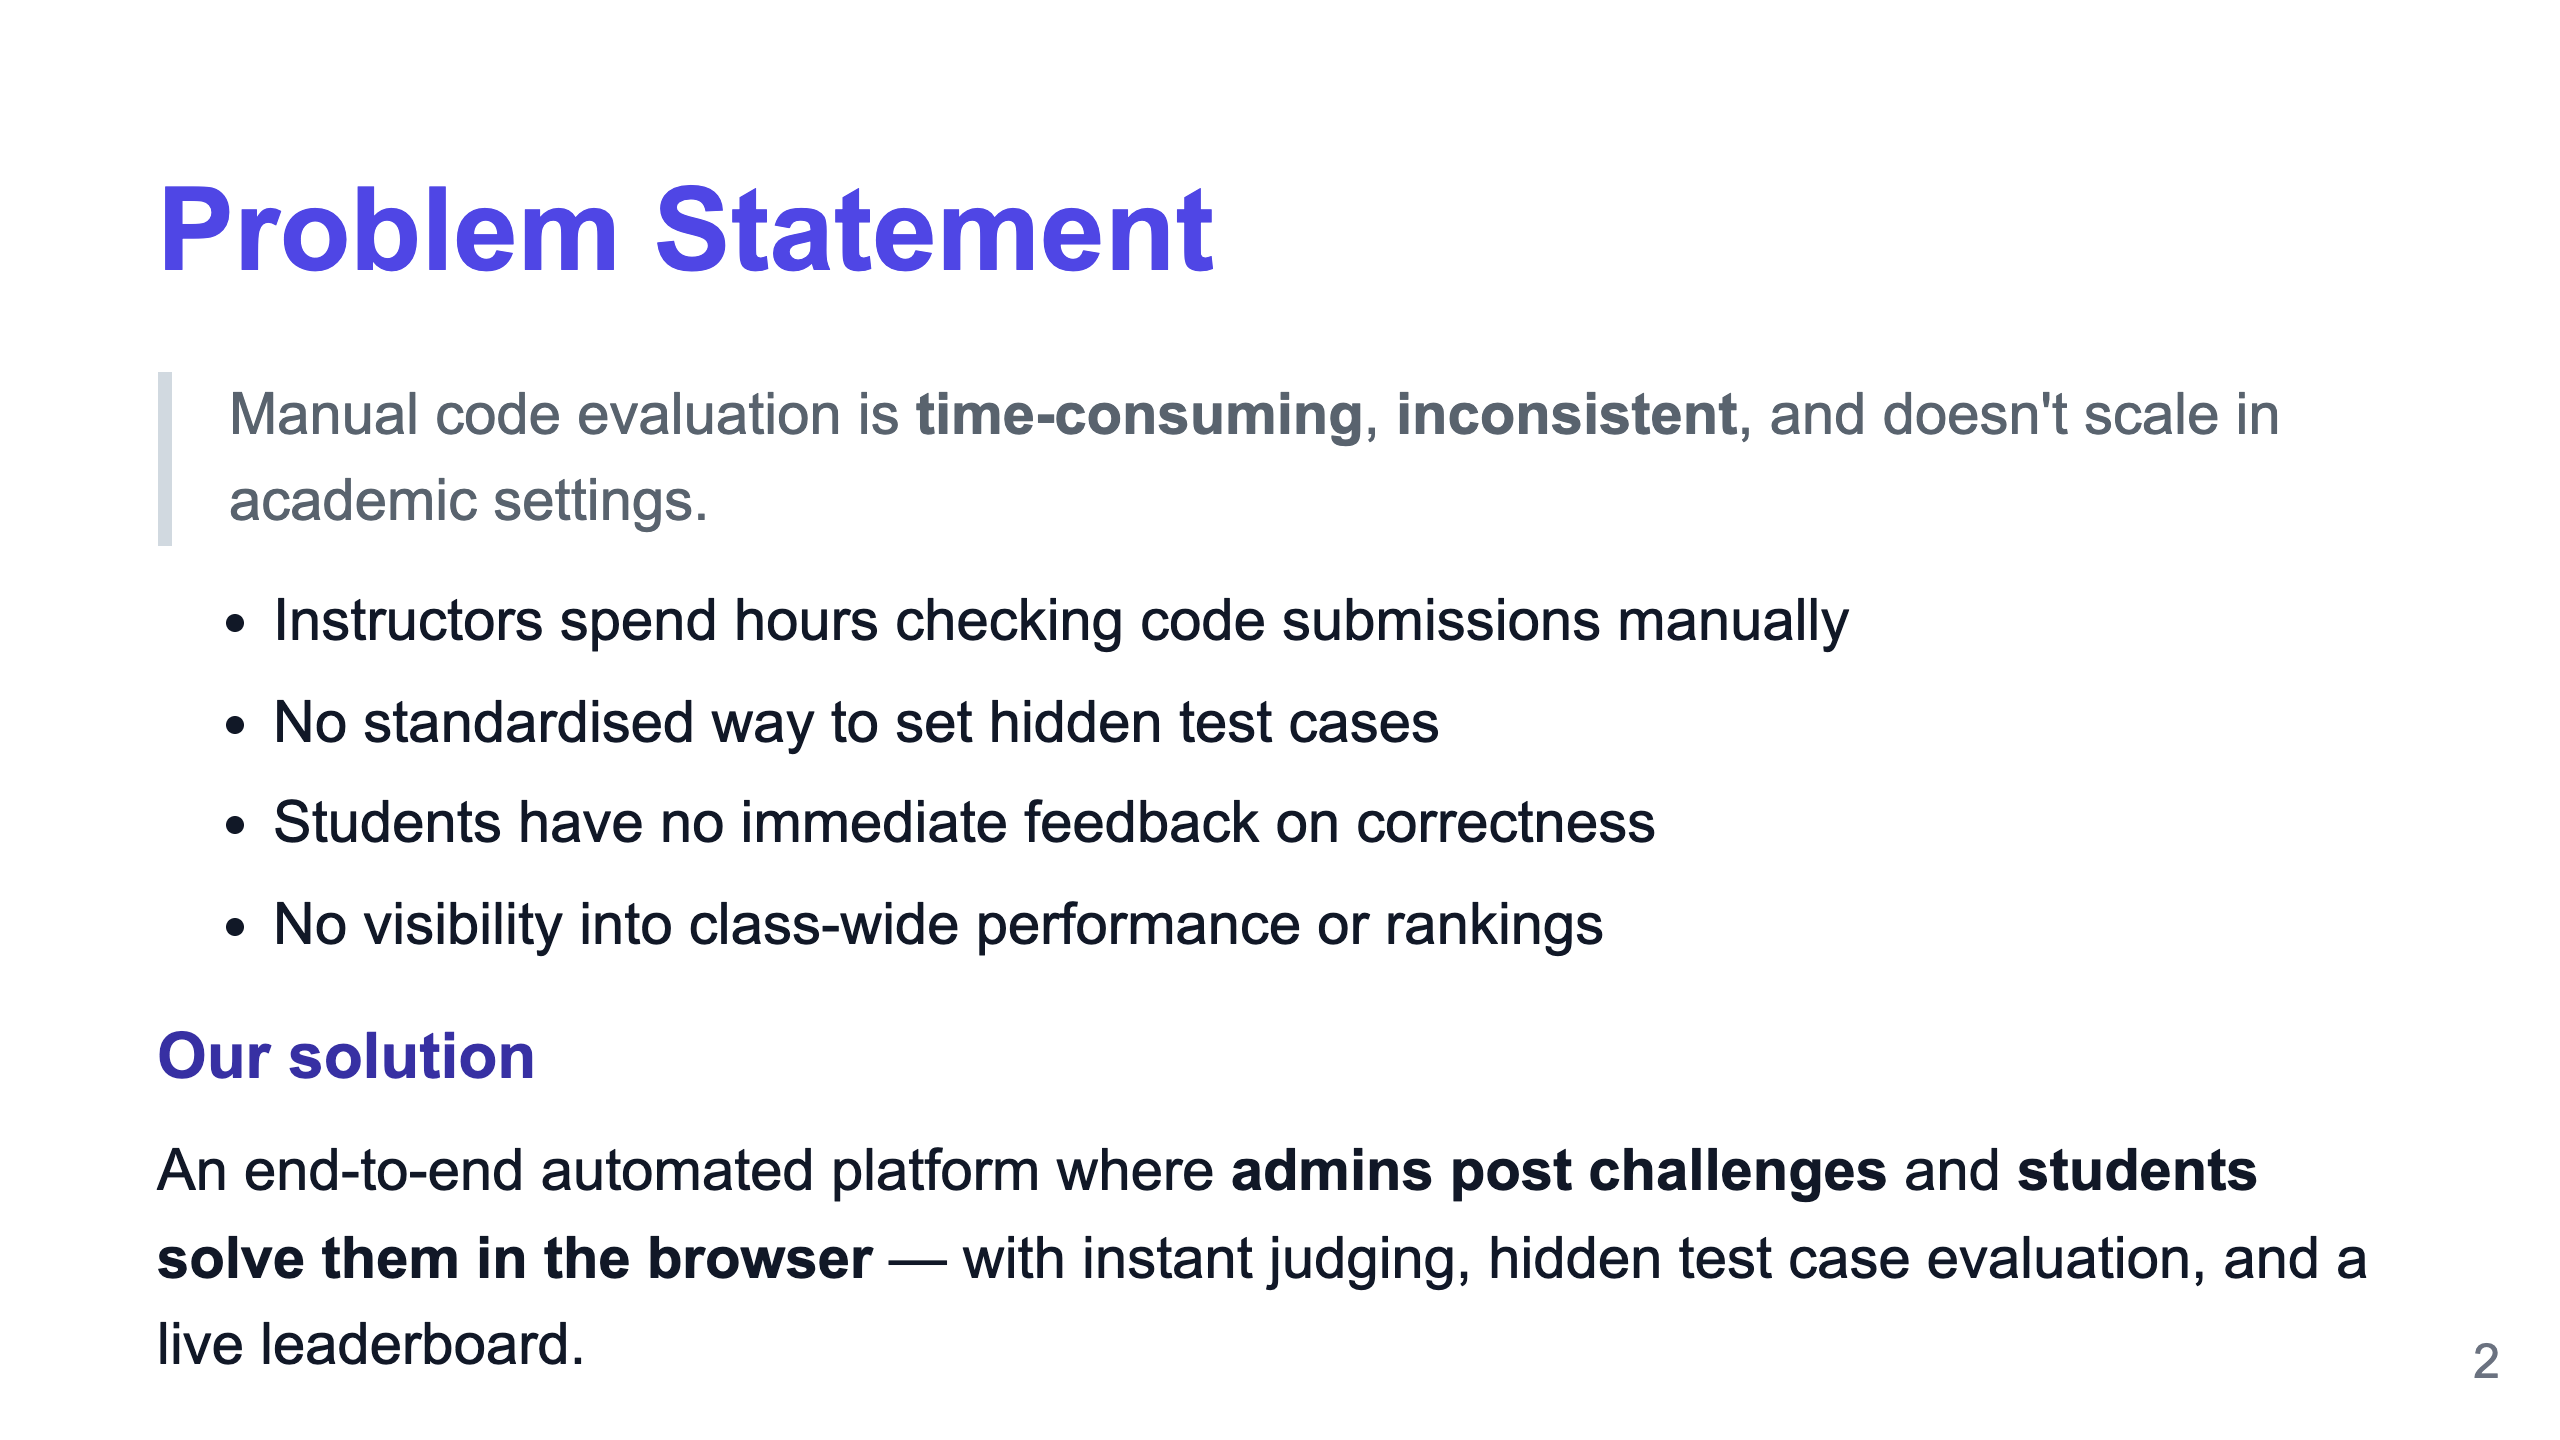 Problem Statement
Manual code evaluation is time-consuming, inconsistent, and doesn't scale in
academic settings.
• Instructors spend hours checking code submissions manually
• No standardised way to set hidden test cases
• Students have no immediate feedback on correctness
• No visibility into class-wide performance or rankings
Our solution
An end-to-end automated platform where admins post challenges and students
solve them in the browser — with instant judging, hidden test case evaluation, and a
live leaderboard.
2